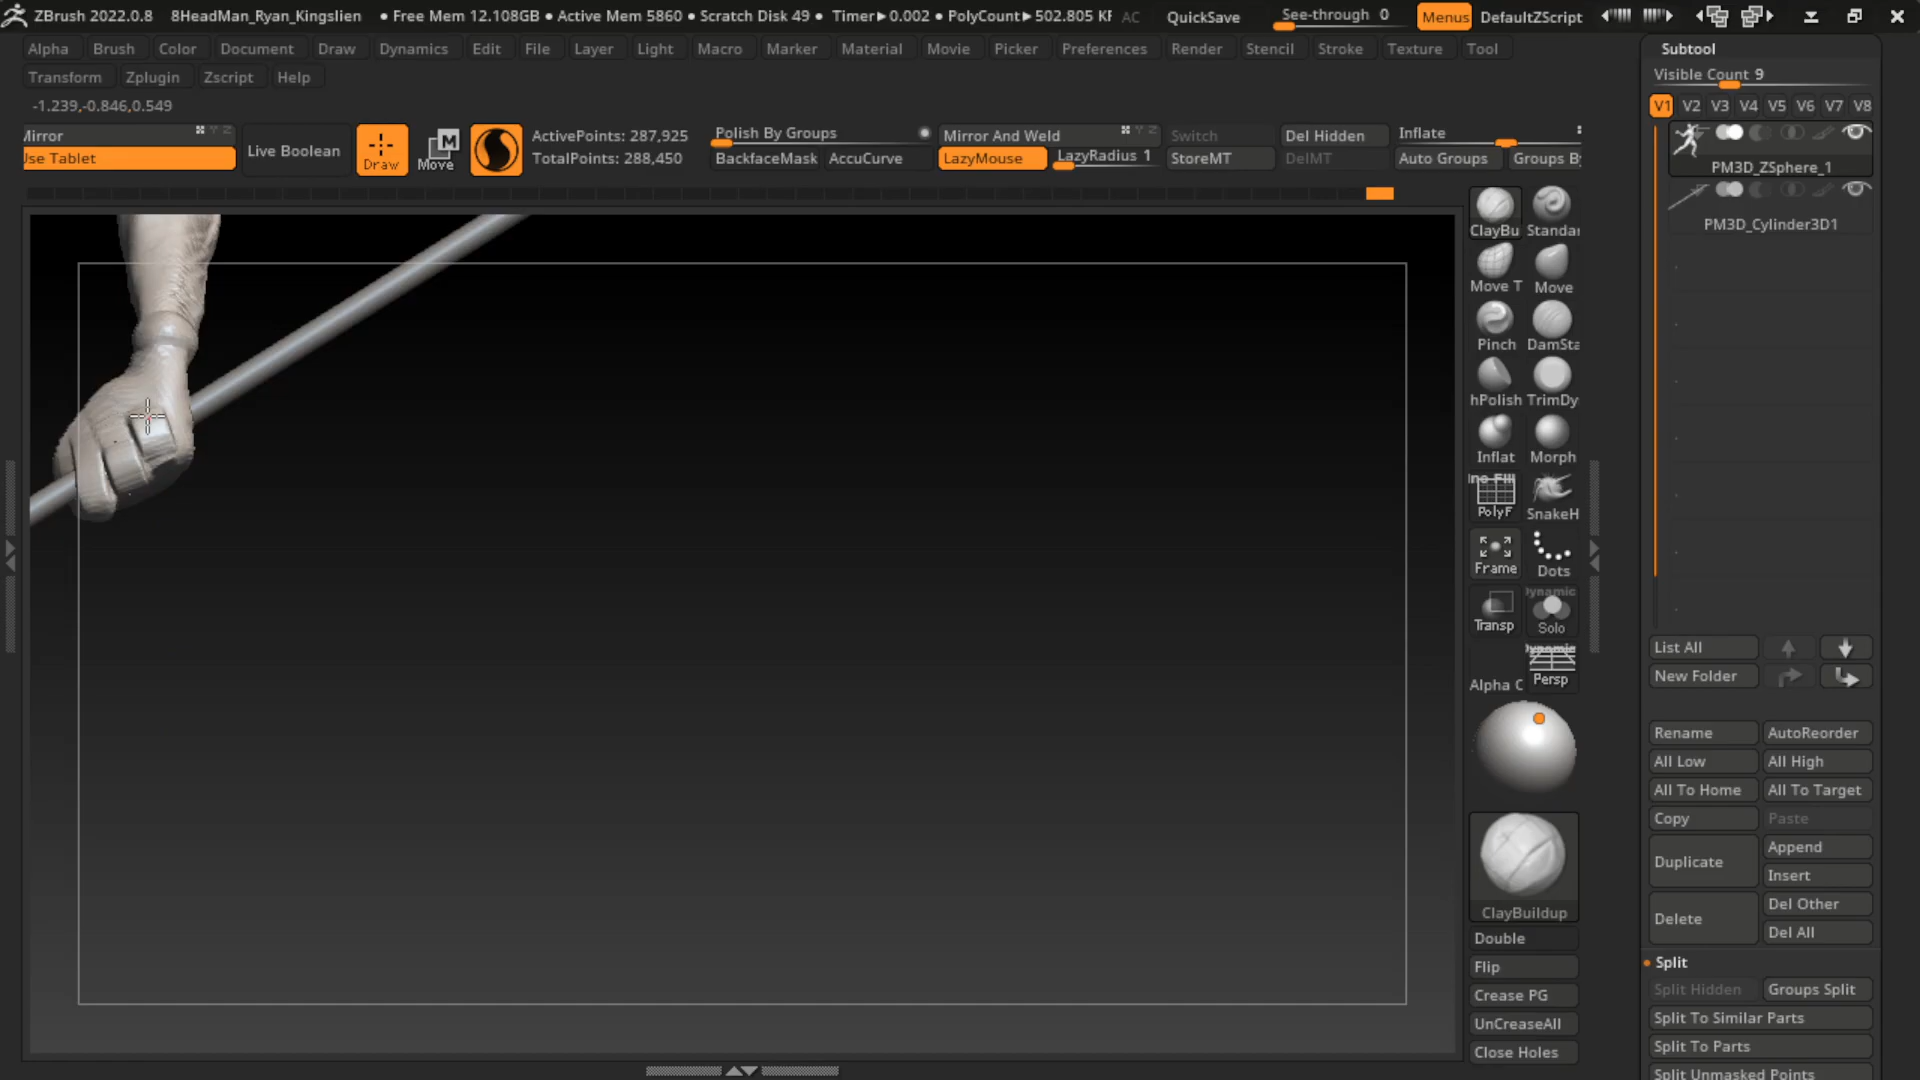 ZBrush 2022.0.8 8HeadMan_Ryan_Kingslien • Free Mem 12.108GB • Active Mem 5860 • Scratch Disk 49 • Timer▶0.002 • PolyCount▶502.805 KP AC QuickSave See-through 0 Menus DefaultZScript
Alpha Brush Color Document Draw Dynamics Edit File Layer Light Macro Marker Material Movie Picker Preferences Render Stencil Stroke Texture Tool
Transform Zplugin Zscript Help
-1.239,-0.846,0.549
Mirror
Use Tablet
Live Boolean
Draw
Move
ActivePoints: 287,925
TotalPoints: 288,450
Polish By Groups
BackfaceMask AccuCurve
Mirror And Weld
LazyMouse LazyRadius 1
Switch
StoreMT
Del Hidden
DelMT
Inflate
Auto Groups Groups By
ClayBu Standar
Move T Move
Pinch DamSta
hPolish TrimDy
Inflat Morph
PolyF SnakeH
Frame Dots
Transp Dynamic Solo
Alpha C Persp
ClayBuildup
Double
Flip
Crease PG
UnCreaseAll
Close Holes
Subtool
Visible Count 9
V1 V2 V3 V4 V5 V6 V7 V8
PM3D_ZSphere_1
PM3D_Cylinder3D1
List All
New Folder
Rename AutoReorder
All Low All High
All To Home All To Target
Copy Paste
Duplicate Append
Insert
Delete Del Other
Del All
Split
Split Hidden Groups Split
Split To Similar Parts
Split To Parts
Split Unmasked Points